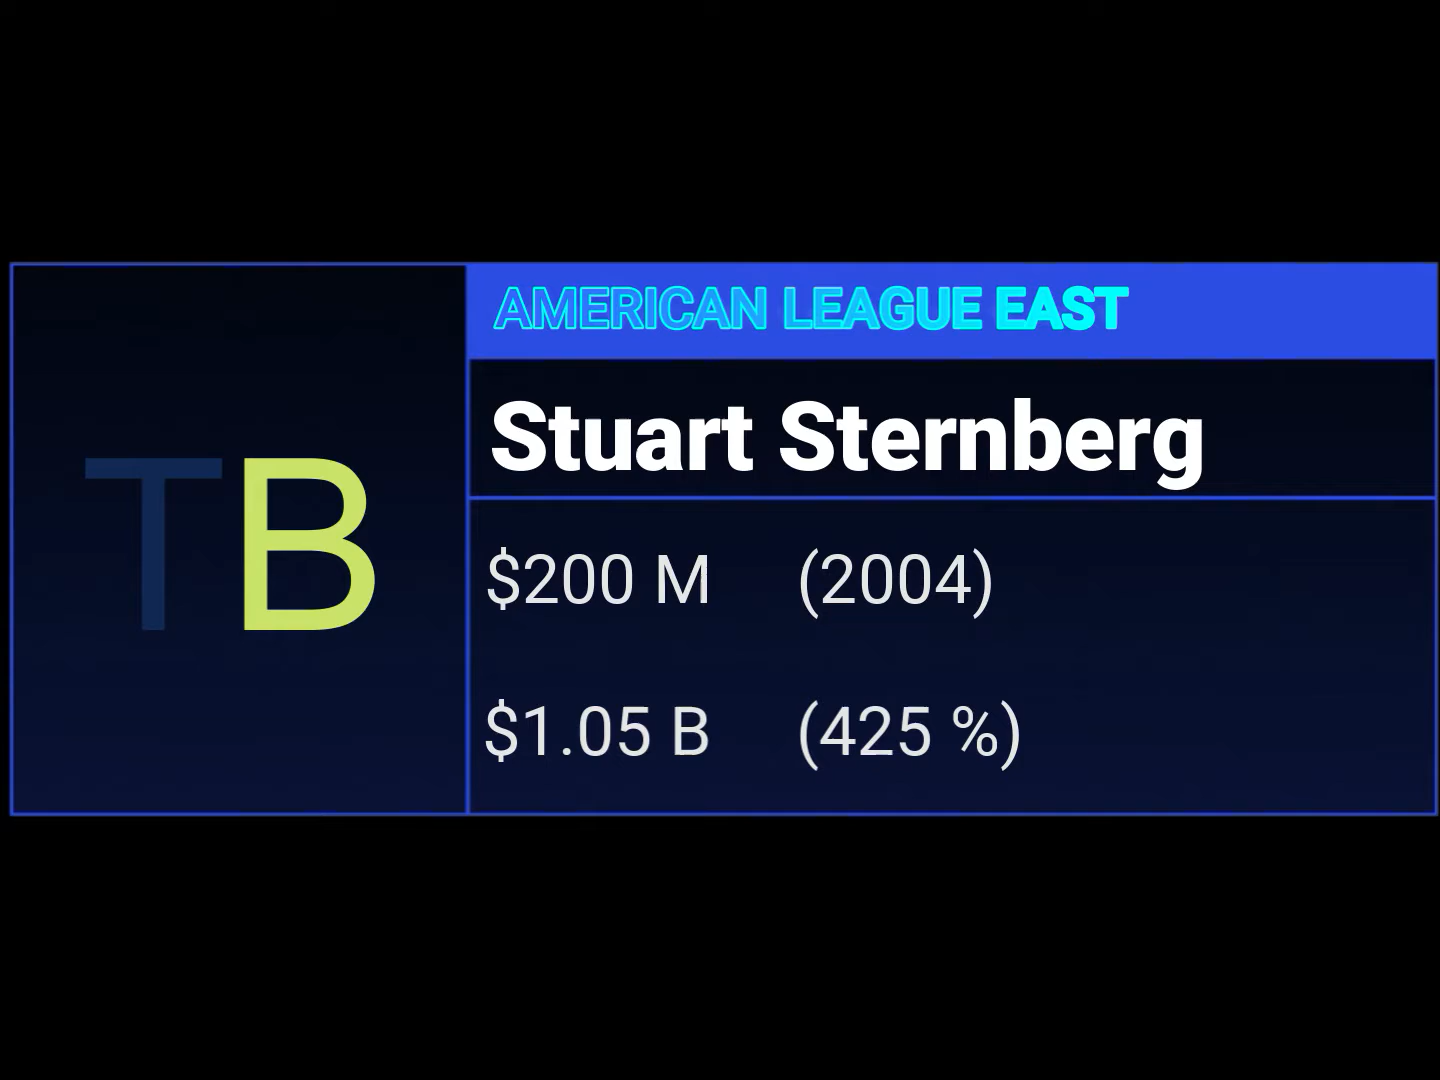 AMERICAN LEAGUE EAST
Stuart Sternberg
TB
$200 M (2004)
$1.05 B (425 %)